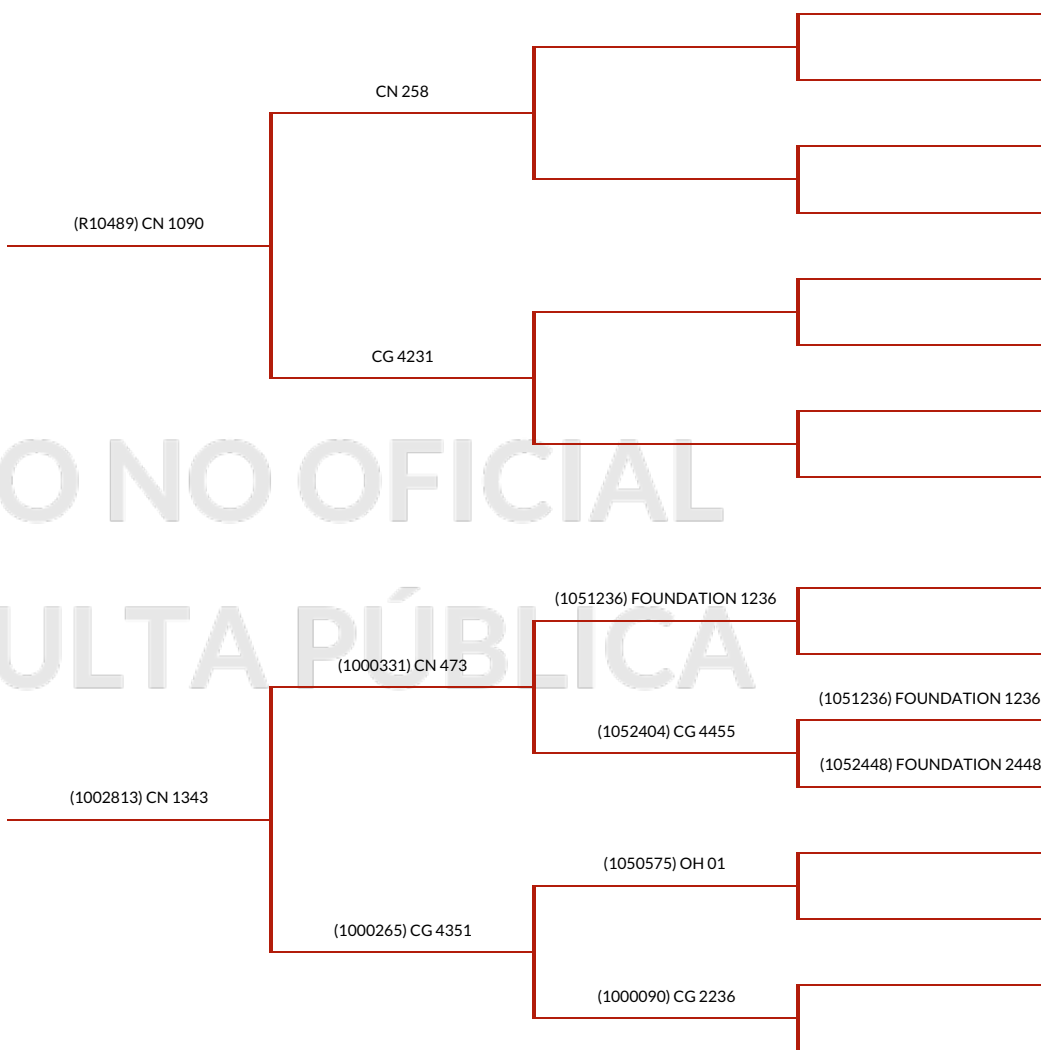 CN 258
(R10489) CN 1090
CG 4231
O NO OFICIAL
(1051236) FOUNDATION 1236
ULTA PÚBLICA
(1000331) CN 473
(1051236) FOUNDATION 1236
(1052404) CG 4455
(1052448) FOUNDATION 2448
(1002813) CN 1343
(1050575) OH 01
(1000265) CG 4351
(1000090) CG 2236